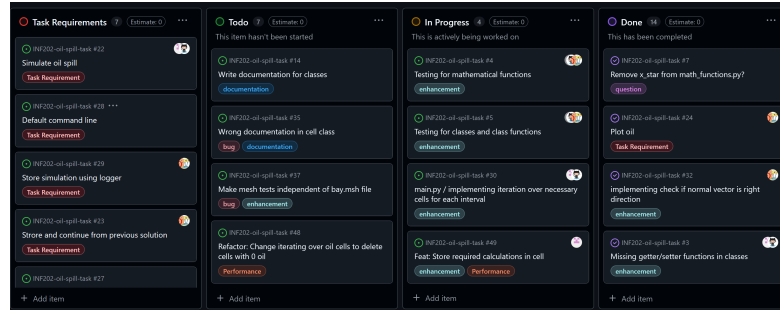 Task Requirements 7 Estimate: 0 ...
INF202-oil-spill-task #22
Simulate oil spill
Task Requirement
INF202-oil-spill-task #28 ...
Default command line
Task Requirement
INF202-oil-spill-task #29
Store simulation using logger
Task Requirement
INF202-oil-spill-task #23
Strore and continue from previous solution
Task Requirement
INF202-oil-spill-task #27
+ Add item
Todo 7 Estimate: 0 ...
This item hasn't been started
INF202-oil-spill-task #14
Write documentation for classes
documentation
INF202-oil-spill-task #35
Wrong documentation in cell class
bug documentation
INF202-oil-spill-task #37
Make mesh tests independent of bay.msh file
bug enhancement
INF202-oil-spill-task #48
Refactor: Change iterating over oil cells to delete
cells with 0 oil
Performance
+ Add item
In Progress 4 Estimate: 0 ...
This is actively being worked on
INF202-oil-spill-task #4
Testing for mathematical functions
enhancement
INF202-oil-spill-task #5
Testing for classes and class functions
enhancement
INF202-oil-spill-task #30
main.py / implementing iteration over necessary
cells for each interval
enhancement
INF202-oil-spill-task #49
Feat: Store required calculations in cell
enhancement Performance
+ Add item
Done 14 Estimate: 0 ...
This has been completed
INF202-oil-spill-task #7
Remove x_star from math_functions.py?
question
INF202-oil-spill-task #24
Plot oil
Task Requirement
INF202-oil-spill-task #32
implementing check if normal vector is right
direction
enhancement
INF202-oil-spill-task #3
Missing getter/setter functions in classes
enhancement
+ Add item